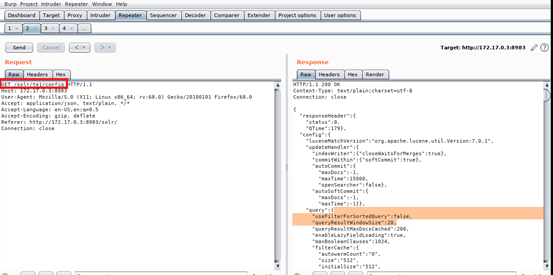 Burp Project Intruder Repeater Window Help
Dashboard Target Proxy Intruder Repeater Sequencer Decoder Comparer Extender Project options User options
1 × 2 × 3 × 4 × ...
Send Cancel < > Target: http://172.17.0.3:8983
Request
Raw Headers Hex
GET /solr/te1/config HTTP/1.1
Host: 172.17.0.3:8983
User-Agent: Mozilla/5.0 (X11; Linux x86_64; rv:68.0) Gecko/20100101 Firefox/68.0
Accept: application/json, text/plain, */*
Accept-Language: en-US,en;q=0.5
Accept-Encoding: gzip, deflate
Referer: http://172.17.0.3:8983/solr/
Connection: close
Response
Raw Headers Hex Render
HTTP/1.1 200 OK
Content-Type: text/plain;charset=utf-8
Connection: close
{
"responseHeader":{
"status":0,
"QTime":179},
"config":{
"luceneMatchVersion":"org.apache.lucene.util.Version:7.0.1",
"updateHandler":{
"indexWriter":{"closeWaitsForMerges":true},
"commitWithin":{"softCommit":true},
"autoCommit":{
"maxDocs":-1,
"maxTime":15000,
"openSearcher":false},
"autoSoftCommit":{
"maxDocs":-1,
"maxTime":-1}},
"query":{
"useFilterForSortedQuery":false,
"queryResultWindowSize":20,
"queryResultMaxDocsCached":200,
"enableLazyFieldLoading":true,
"maxBooleanClauses":1024,
"filterCache":{
"autowarmCount":"0",
"size":"512",
"initialSize":"512",